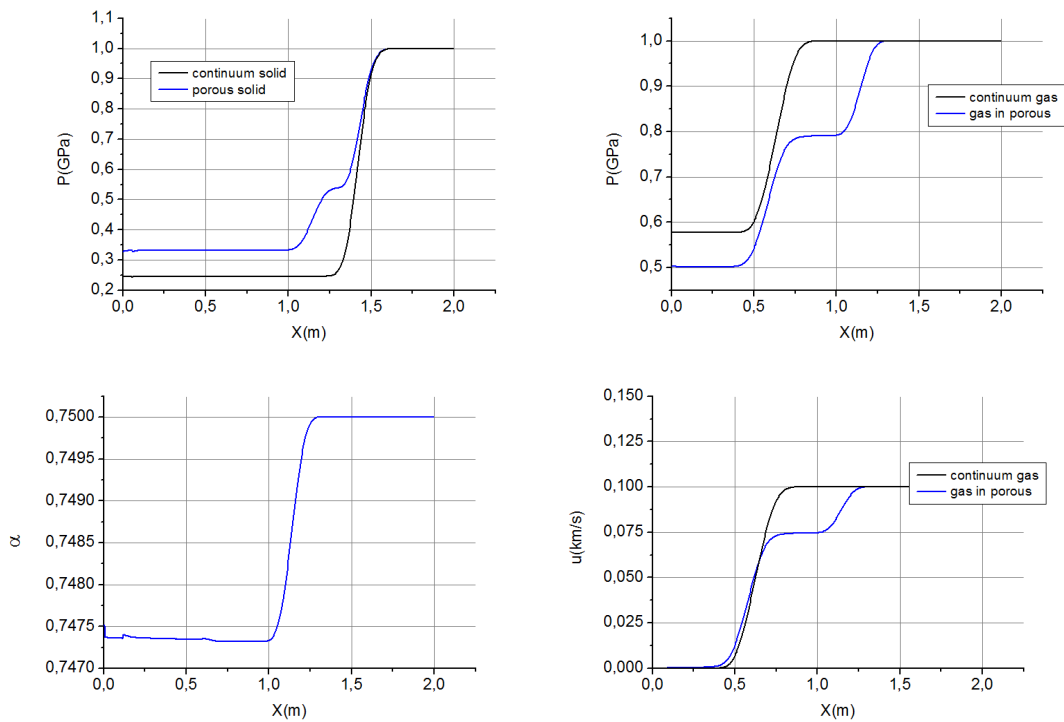 1,1
1,0
0,9
0,8
0,7
0,6
0,5
0,4
0,3
0,2
P(GPa)
continuum solid
porous solid
0,0 0,5 1,0 1,5 2,0
X(m)
1,0
0,9
0,8
0,7
0,6
0,5
P(GPa)
continuum gas
gas in porous
0,0 0,5 1,0 1,5 2,0
X(m)
0,7500
0,7495
0,7490
0,7485
0,7480
0,7475
0,7470
α
0,0 0,5 1,0 1,5 2,0
X(m)
0,150
0,125
0,100
0,075
0,050
0,025
0,000
u(km/s)
continuum gas
gas in porous
0,0 0,5 1,0 1,5 2,0
X(m)